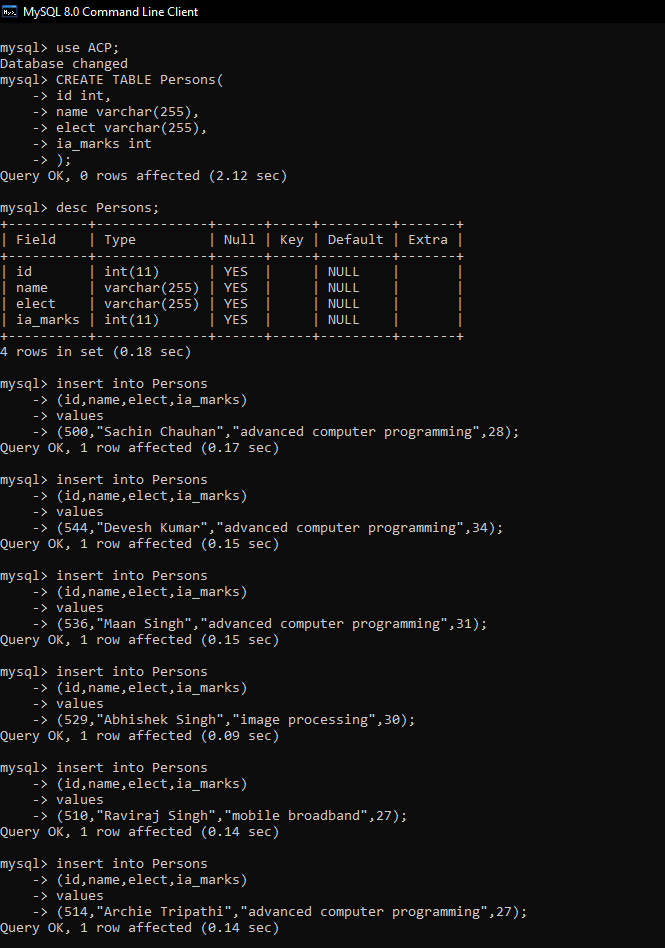 MySQL 8.0 Command Line Client
mysql> use ACP;
Database changed
mysql> CREATE TABLE Persons(
    -> id int,
    -> name varchar(255),
    -> elect varchar(255),
    -> ia_marks int
    -> );
Query OK, 0 rows affected (2.12 sec)

mysql> desc Persons;
+----------+--------------+------+-----+---------+-------+
| Field    | Type         | Null | Key | Default | Extra |
+----------+--------------+------+-----+---------+-------+
| id       | int(11)      | YES  |     | NULL    |       |
| name     | varchar(255) | YES  |     | NULL    |       |
| elect    | varchar(255) | YES  |     | NULL    |       |
| ia_marks | int(11)      | YES  |     | NULL    |       |
+----------+--------------+------+-----+---------+-------+
4 rows in set (0.18 sec)

mysql> insert into Persons
    -> (id,name,elect,ia_marks)
    -> values
    -> (500,"Sachin Chauhan","advanced computer programming",28);
Query OK, 1 row affected (0.17 sec)

mysql> insert into Persons
    -> (id,name,elect,ia_marks)
    -> values
    -> (544,"Devesh Kumar","advanced computer programming",34);
Query OK, 1 row affected (0.15 sec)

mysql> insert into Persons
    -> (id,name,elect,ia_marks)
    -> values
    -> (536,"Maan Singh","advanced computer programming",31);
Query OK, 1 row affected (0.15 sec)

mysql> insert into Persons
    -> (id,name,elect,ia_marks)
    -> values
    -> (529,"Abhishek Singh","image processing",30);
Query OK, 1 row affected (0.09 sec)

mysql> insert into Persons
    -> (id,name,elect,ia_marks)
    -> values
    -> (510,"Raviraj Singh","mobile broadband",27);
Query OK, 1 row affected (0.14 sec)

mysql> insert into Persons
    -> (id,name,elect,ia_marks)
    -> values
    -> (514,"Archie Tripathi","advanced computer programming",27);
Query OK, 1 row affected (0.14 sec)